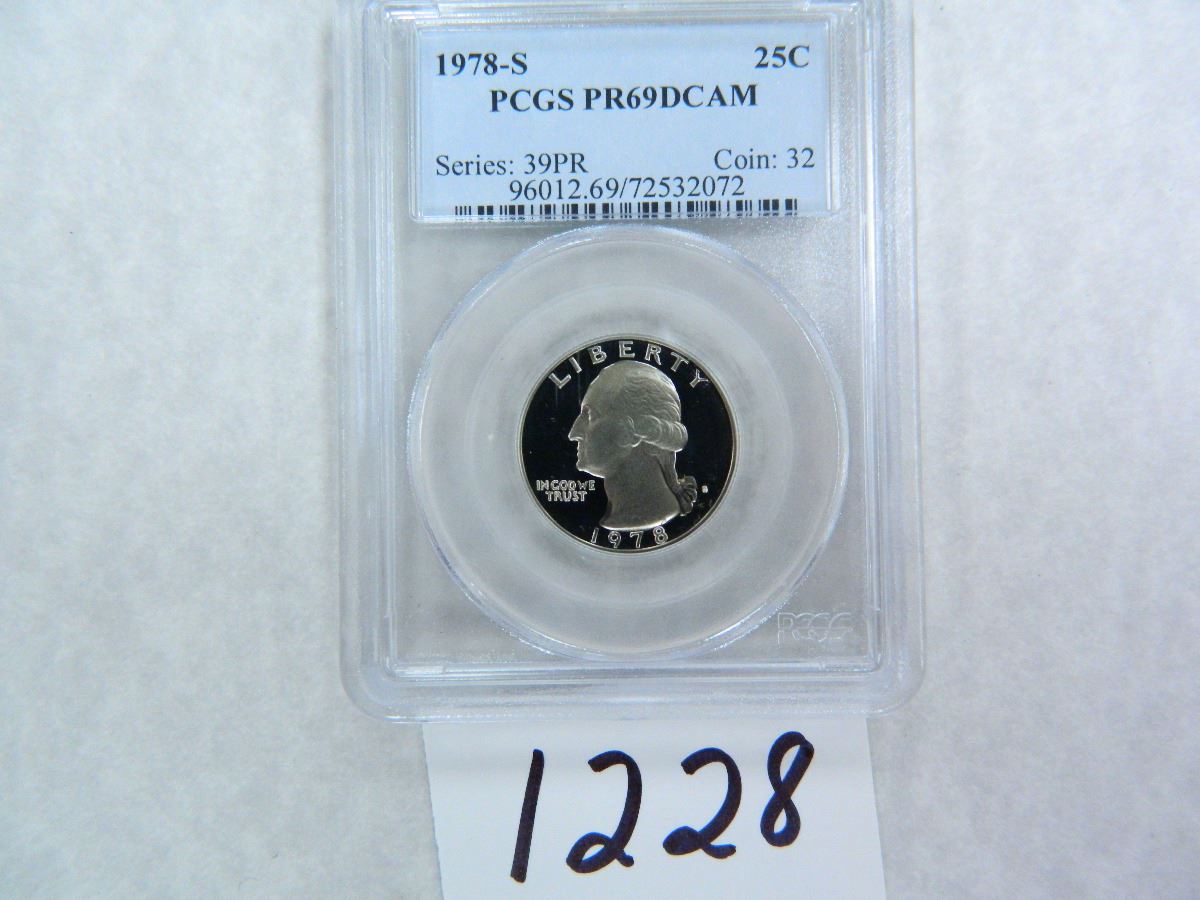 1978-S 25C
PCGS PR69DCAM
Series: 39PR Coin: 32
96012.69/72532072
LIBERTY
IN GOD WE
TRUST
S
1978
PCGS
1228